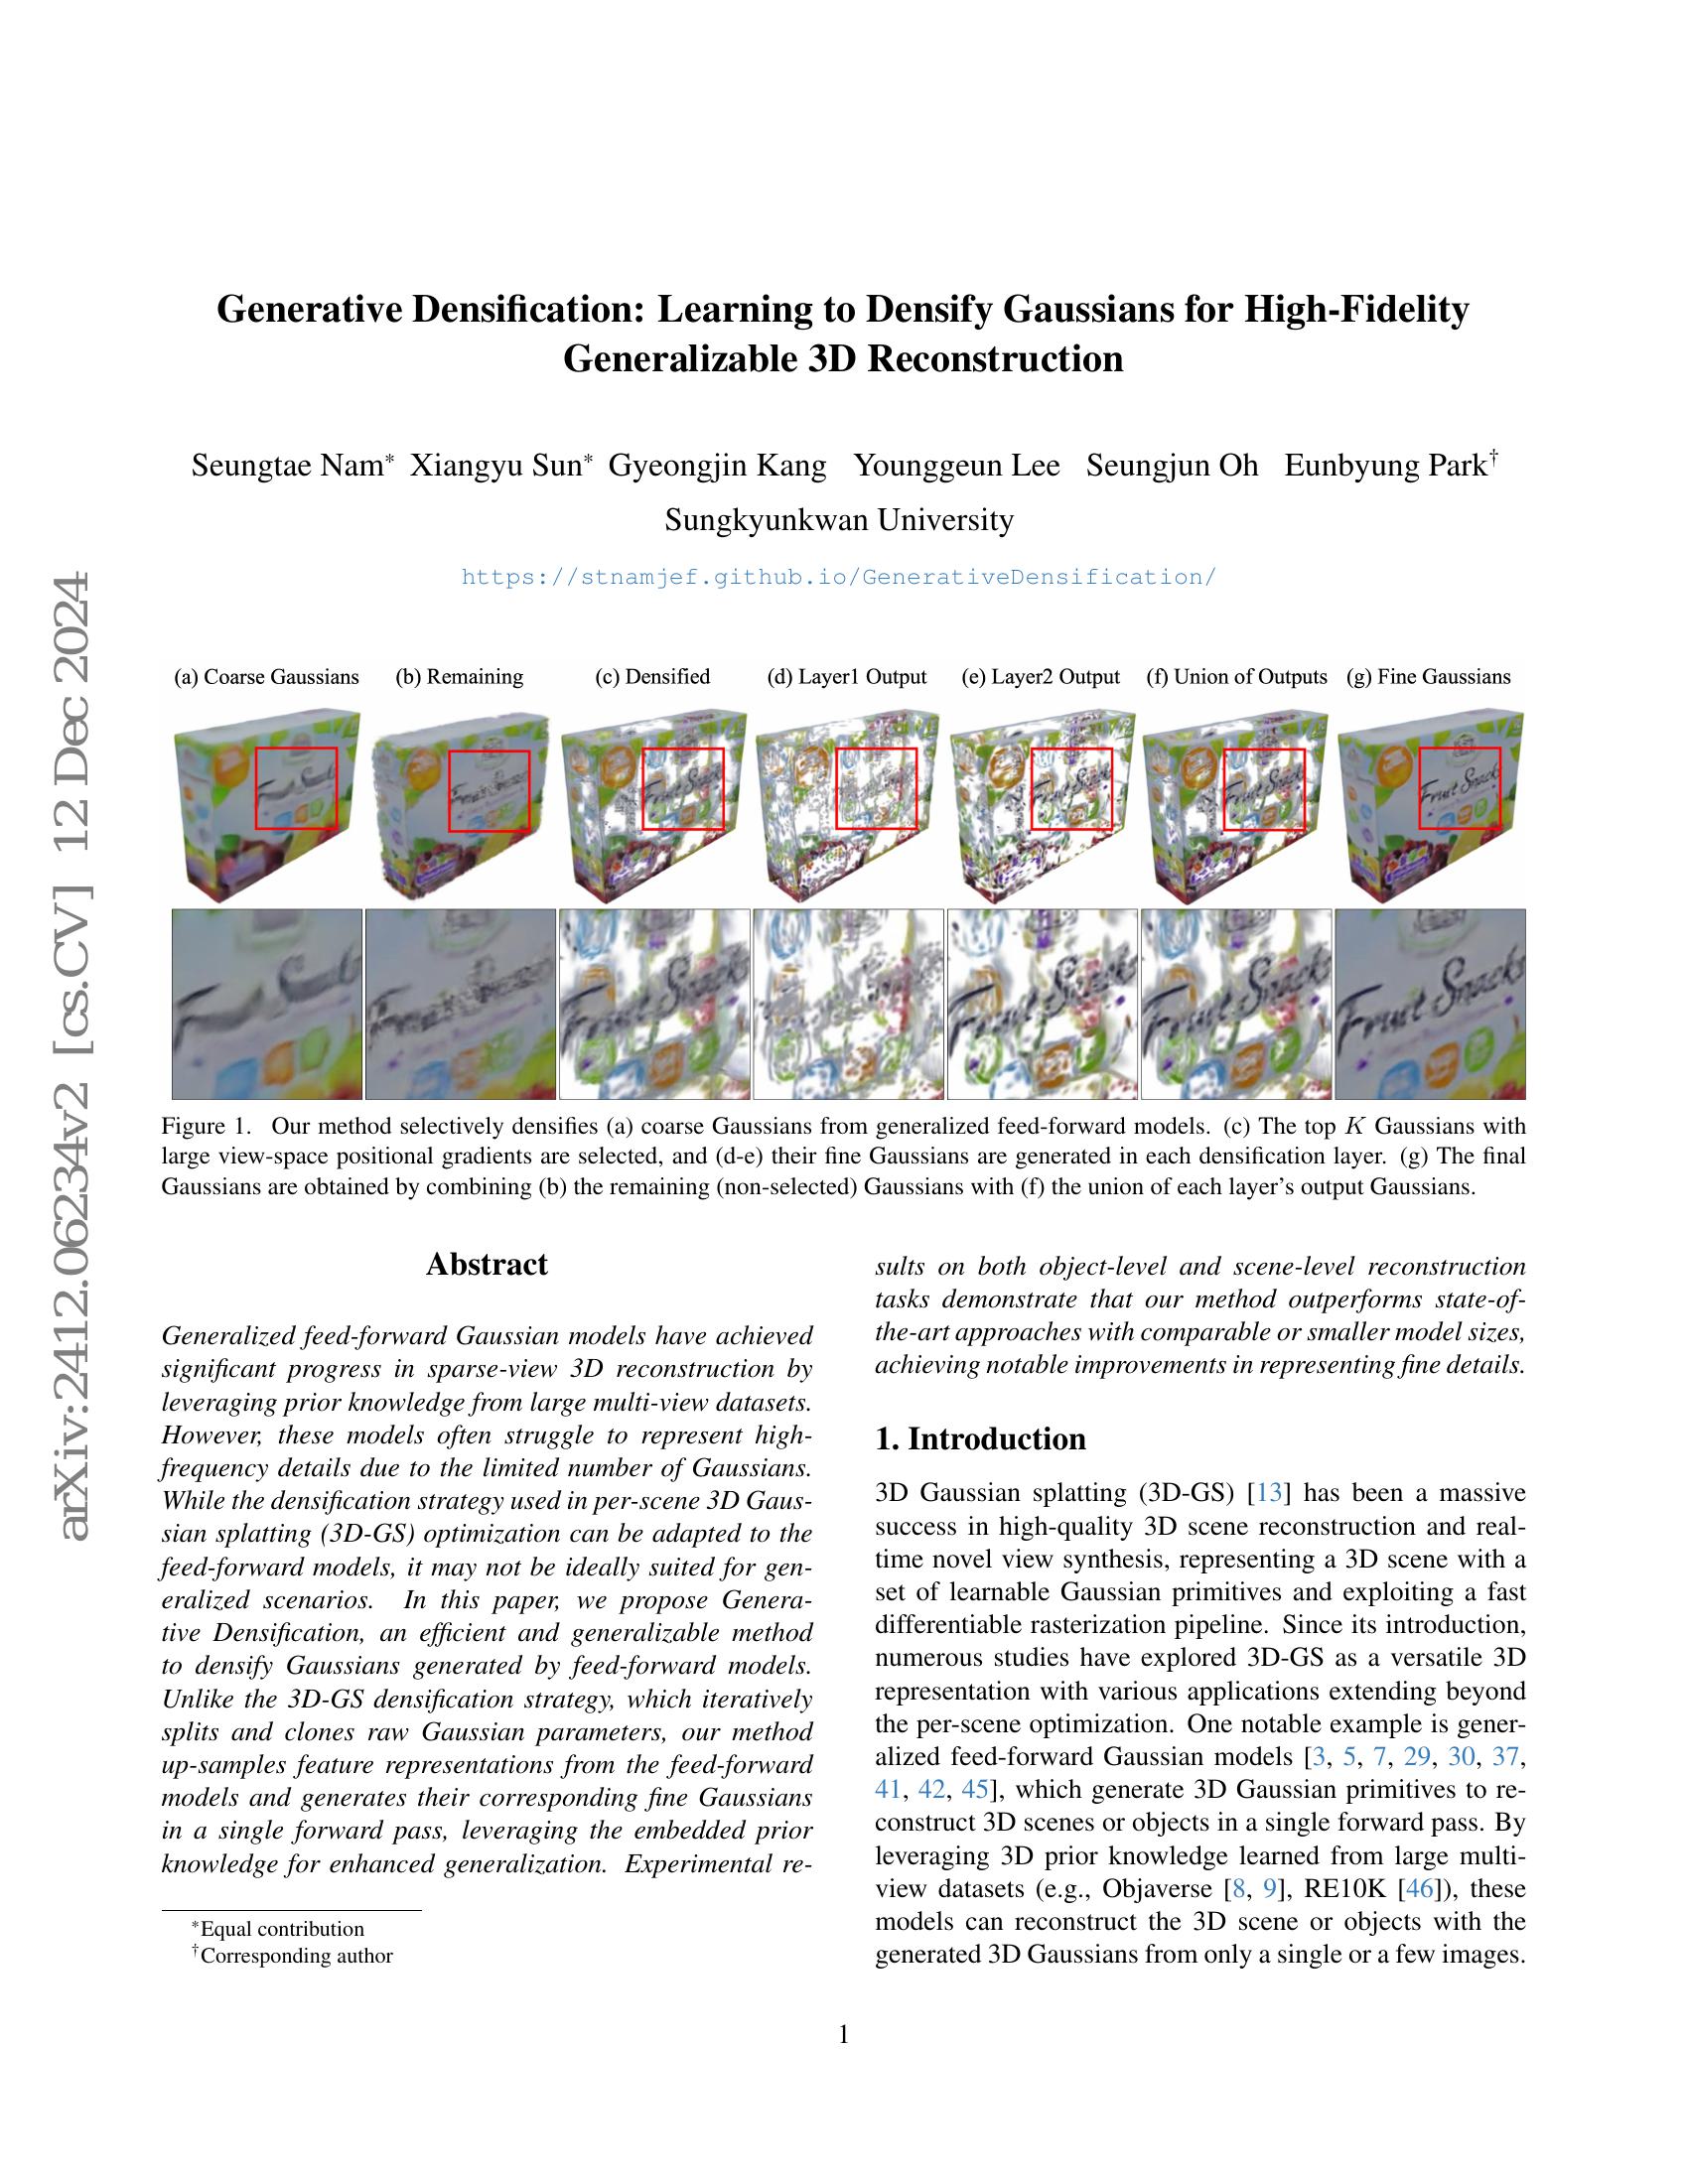 Generative Densification: Learning to Densify Gaussians for High-Fidelity
Generalizable 3D Reconstruction
Seungtae Nam* Xiangyu Sun* Gyeongjin Kang Younggeun Lee Seungjun Oh Eunbyung Park†
Sungkyunkwan University
https://stnamjef.github.io/GenerativeDensification/
arXiv:2412.06234v2 [cs.CV] 12 Dec 2024
(a) Coarse Gaussians (b) Remaining (c) Densified (d) Layer1 Output (e) Layer2 Output (f) Union of Outputs (g) Fine Gaussians
Fruit Snacks
Figure 1. Our method selectively densifies (a) coarse Gaussians from generalized feed-forward models. (c) The top K Gaussians with
large view-space positional gradients are selected, and (d-e) their fine Gaussians are generated in each densification layer. (g) The final
Gaussians are obtained by combining (b) the remaining (non-selected) Gaussians with (f) the union of each layer's output Gaussians.
Abstract
Generalized feed-forward Gaussian models have achieved
significant progress in sparse-view 3D reconstruction by
leveraging prior knowledge from large multi-view datasets.
However, these models often struggle to represent high-
frequency details due to the limited number of Gaussians.
While the densification strategy used in per-scene 3D Gaus-
sian splatting (3D-GS) optimization can be adapted to the
feed-forward models, it may not be ideally suited for gen-
eralized scenarios. In this paper, we propose Genera-
tive Densification, an efficient and generalizable method
to densify Gaussians generated by feed-forward models.
Unlike the 3D-GS densification strategy, which iteratively
splits and clones raw Gaussian parameters, our method
up-samples feature representations from the feed-forward
models and generates their corresponding fine Gaussians
in a single forward pass, leveraging the embedded prior
knowledge for enhanced generalization. Experimental re-
*Equal contribution
†Corresponding author
sults on both object-level and scene-level reconstruction
tasks demonstrate that our method outperforms state-of-
the-art approaches with comparable or smaller model sizes,
achieving notable improvements in representing fine details.
1. Introduction
3D Gaussian splatting (3D-GS) [13] has been a massive
success in high-quality 3D scene reconstruction and real-
time novel view synthesis, representing a 3D scene with a
set of learnable Gaussian primitives and exploiting a fast
differentiable rasterization pipeline. Since its introduction,
numerous studies have explored 3D-GS as a versatile 3D
representation with various applications extending beyond
the per-scene optimization. One notable example is gener-
alized feed-forward Gaussian models [3, 5, 7, 29, 30, 37,
41, 42, 45], which generate 3D Gaussian primitives to re-
construct 3D scenes or objects in a single forward pass. By
leveraging 3D prior knowledge learned from large multi-
view datasets (e.g., Objaverse [8, 9], RE10K [46]), these
models can reconstruct the 3D scene or objects with the
generated 3D Gaussians from only a single or a few images.
1